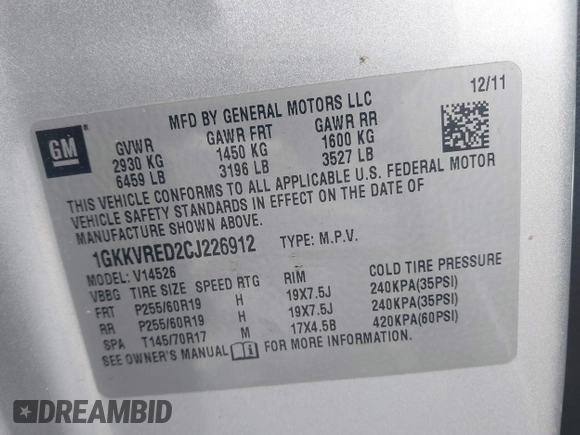 12/11
MFD BY GENERAL MOTORS LLC
GM
GVWR GAWR FRT GAWR RR
2930 KG 1450 KG 1600 KG
6459 LB 3196 LB 3527 LB
THIS VEHICLE CONFORMS TO ALL APPLICABLE U.S. FEDERAL MOTOR
VEHICLE SAFETY STANDARDS IN EFFECT ON THE DATE OF
MANUFACTURE SHOWN ABOVE.
1GKKVRED2CJ226912 TYPE: M.P.V.
MODEL: V14526
VBBG TIRE SIZE SPEED RTG RIM COLD TIRE PRESSURE
FRT P255/60R19 H 19X7.5J 240KPA(35PSI)
RR P255/60R19 H 19X7.5J 240KPA(35PSI)
SPA T145/70R17 M 17X4.5B 420KPA(60PSI)
SEE OWNER'S MANUAL FOR ADDITIONAL INFORMATION.
DREAMBID